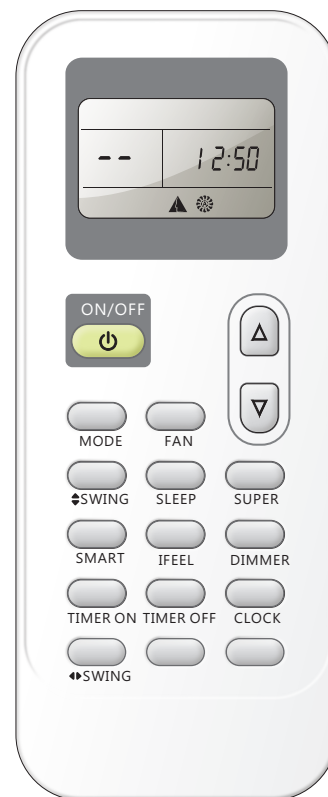 -- 12:50
ON/OFF
MODE FAN
SWING SLEEP SUPER
SMART IFEEL DIMMER
TIMER ON TIMER OFF CLOCK
SWING